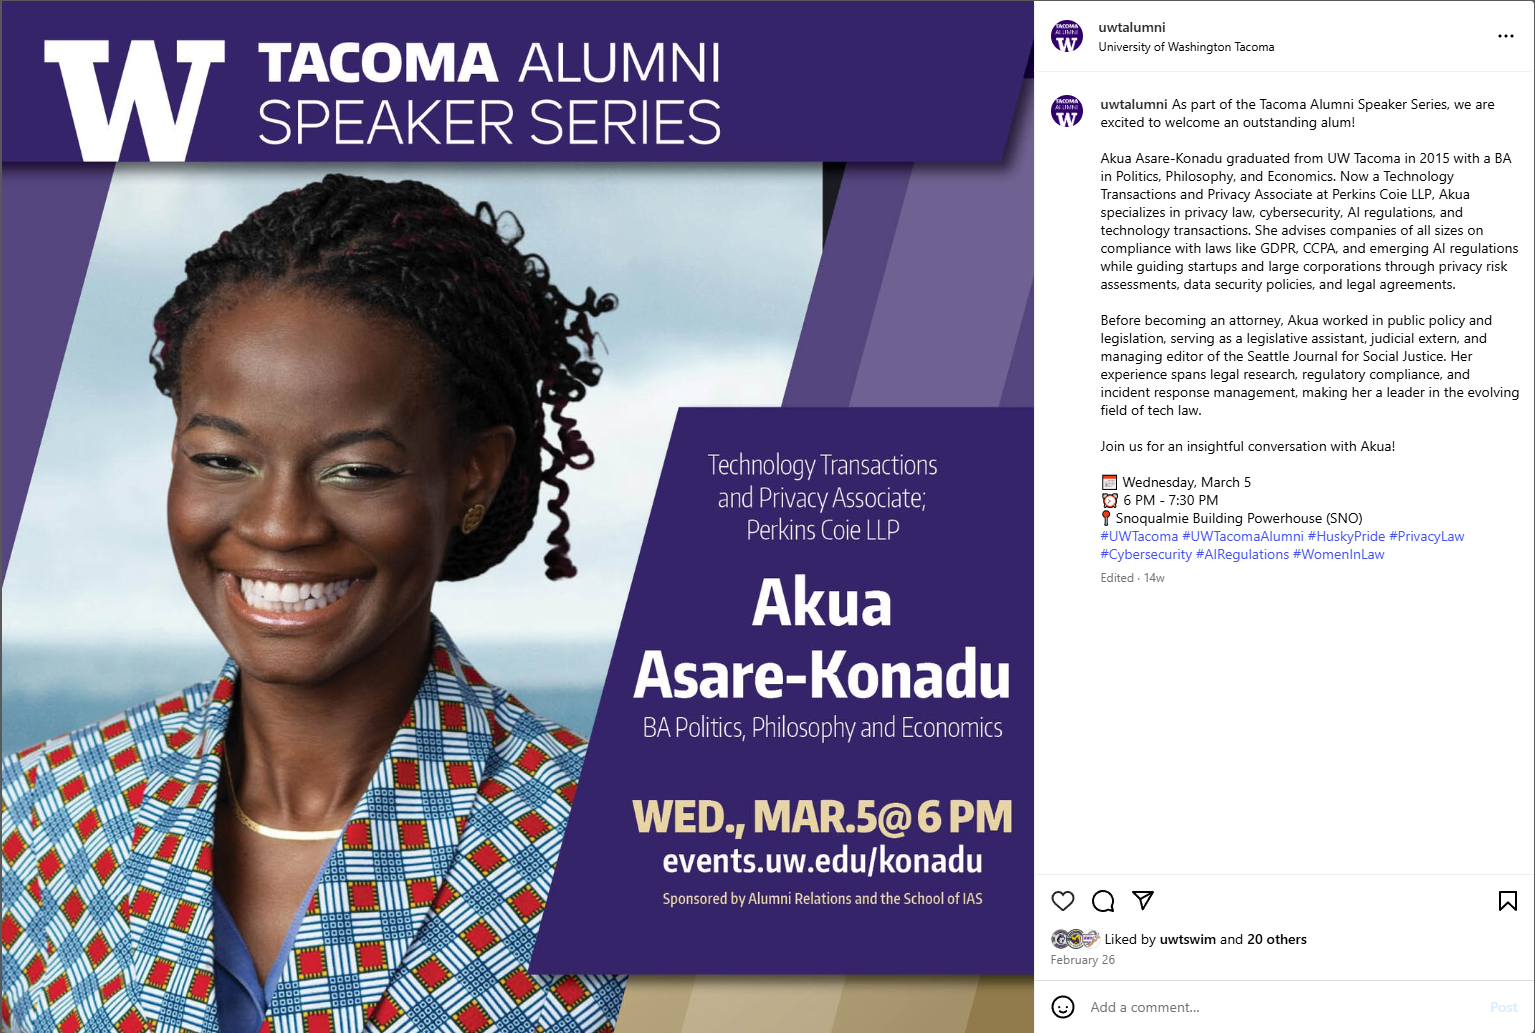 W TACOMA ALUMNI
SPEAKER SERIES
Technology Transactions
and Privacy Associate;
Perkins Coie LLP
Akua
Asare-Konadu
BA Politics, Philosophy and Economics
WED., MAR.5@6 PM
events.uw.edu/konadu
Sponsored by Alumni Relations and the School of IAS
TACOMA
ALUMNI
W
uwtalumni
University of Washington Tacoma
TACOMA
ALUMNI
W
uwtalumni As part of the Tacoma Alumni Speaker Series, we are
excited to welcome an outstanding alum!
Akua Asare-Konadu graduated from UW Tacoma in 2015 with a BA
in Politics, Philosophy, and Economics. Now a Technology
Transactions and Privacy Associate at Perkins Coie LLP, Akua
specializes in privacy law, cybersecurity, AI regulations, and
technology transactions. She advises companies of all sizes on
compliance with laws like GDPR, CCPA, and emerging AI regulations
while guiding startups and large corporations through privacy risk
assessments, data security policies, and legal agreements.
Before becoming an attorney, Akua worked in public policy and
legislation, serving as a legislative assistant, judicial extern, and
managing editor of the Seattle Journal for Social Justice. Her
experience spans legal research, regulatory compliance, and
incident response management, making her a leader in the evolving
field of tech law.
Join us for an insightful conversation with Akua!
Wednesday, March 5
6 PM - 7:30 PM
Snoqualmie Building Powerhouse (SNO)
#UWTacoma #UWTacomaAlumni #HuskyPride #PrivacyLaw
#Cybersecurity #AIRegulations #WomenInLaw
Edited · 14w
Liked by uwtswim and 20 others
February 26
Add a comment...
Post